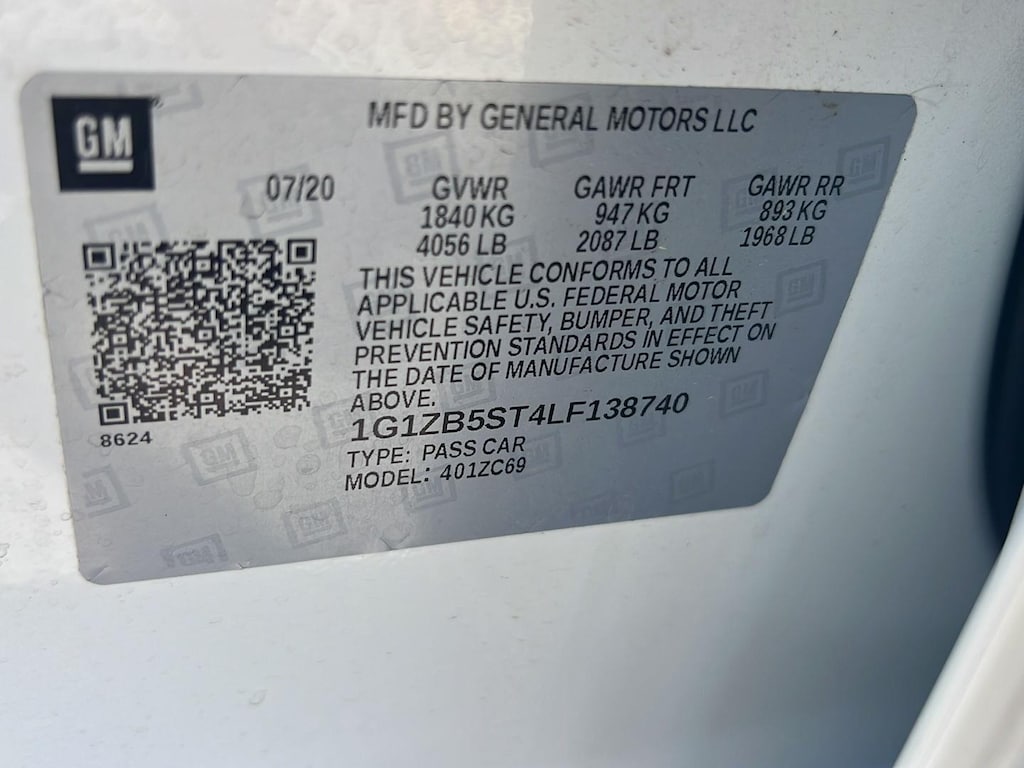 GM
MFD BY GENERAL MOTORS LLC
07/20 GVWR GAWR FRT GAWR RR
1840 KG 947 KG 893 KG
4056 LB 2087 LB 1968 LB
THIS VEHICLE CONFORMS TO ALL
APPLICABLE U.S. FEDERAL MOTOR
VEHICLE SAFETY, BUMPER, AND THEFT
PREVENTION STANDARDS IN EFFECT ON
THE DATE OF MANUFACTURE SHOWN
ABOVE.
8624
1G1ZB5ST4LF138740
TYPE: PASS CAR
MODEL: 401ZC69